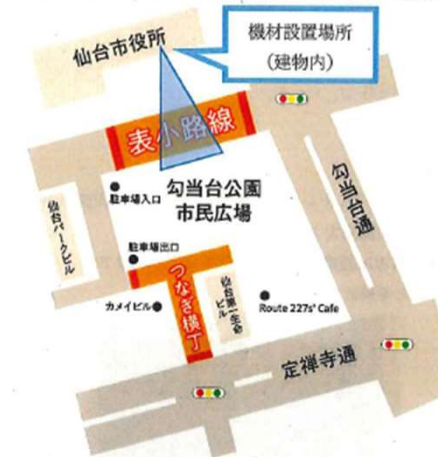 機材設置場所
(建物内)
仙台市役所
表小路線
駐車場入口
勾当台公園
市民広場
勾当台通
仙台パークビル
駐車場出口
つなぎ横丁
カメイビル
仙台第一生命
ビル
Route 227s' Cafe
定禅寺通